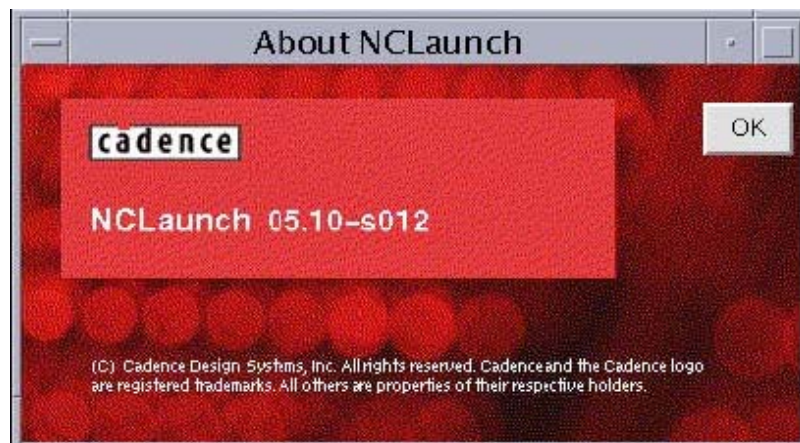 About NCLaunch
OK
cādence
NCLaunch 05.10-s012
(C) Cadence Design Systms, Inc. All rights reserved. Cadence and the Cadence logo
are registered trademarks. All others are properties of their respective holders.